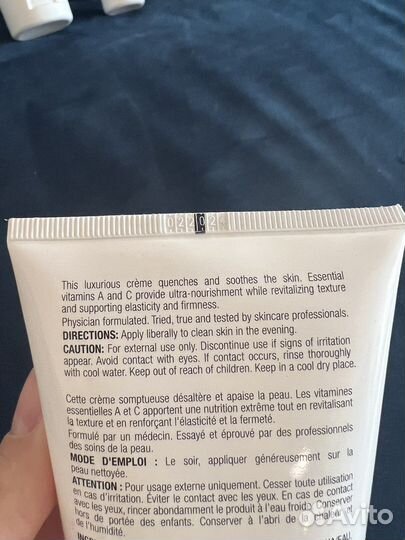 This luxurious crème quenches and soothes the skin. Essential
vitamins A and C provide ultra-nourishment while revitalizing texture
and supporting elasticity and firmness.
Physician formulated. Tried, true and tested by skincare professionals.
DIRECTIONS: Apply liberally to clean skin in the evening.
CAUTION: For external use only. Discontinue use if signs of irritation
appear. Avoid contact with eyes. If contact occurs, rinse thoroughly
with cool water. Keep out of reach of children. Keep in a cool dry place.
Cette crème somptueuse désaltère et apaise la peau. Les vitamines
essentielles A et C apportent une nutrition extrême tout en revitalisant
la texture et en renforçant l'élasticité et la fermeté.
Formulé par un médecin. Essayé et éprouvé par des professionnels
des soins de la peau.
MODE D'EMPLOI : Le soir, appliquer généreusement sur la
peau nettoyée.
ATTENTION : Pour usage externe uniquement. Cesser toute utilisation
en cas d'irritation. Éviter le contact avec les yeux. En cas de contact
avec les yeux, rincer abondamment le produit à l'eau froide. Conserver
hors de portée des enfants. Conserver à l'abri de la chaleur et
de l'humidité.
Avito